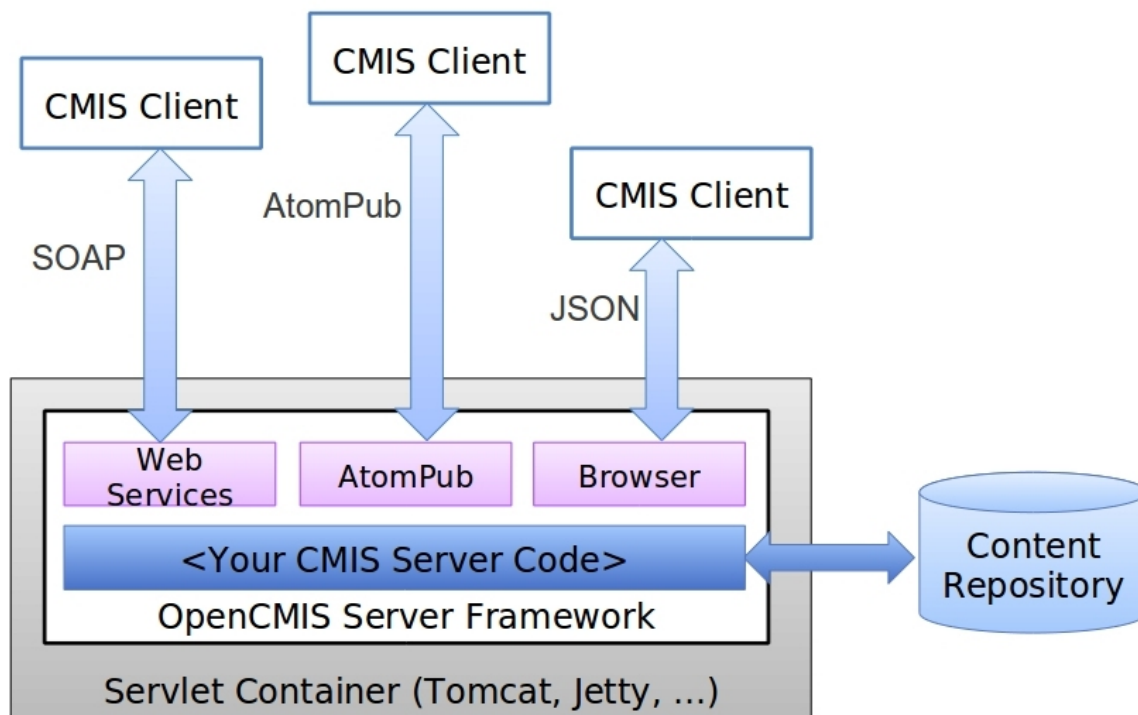 CMIS Client
CMIS Client
CMIS Client
SOAP
AtomPub
JSON
Web
Services
AtomPub
Browser
<Your CMIS Server Code>
OpenCMIS Server Framework
Servlet Container (Tomcat, Jetty, ...)
Content
Repository